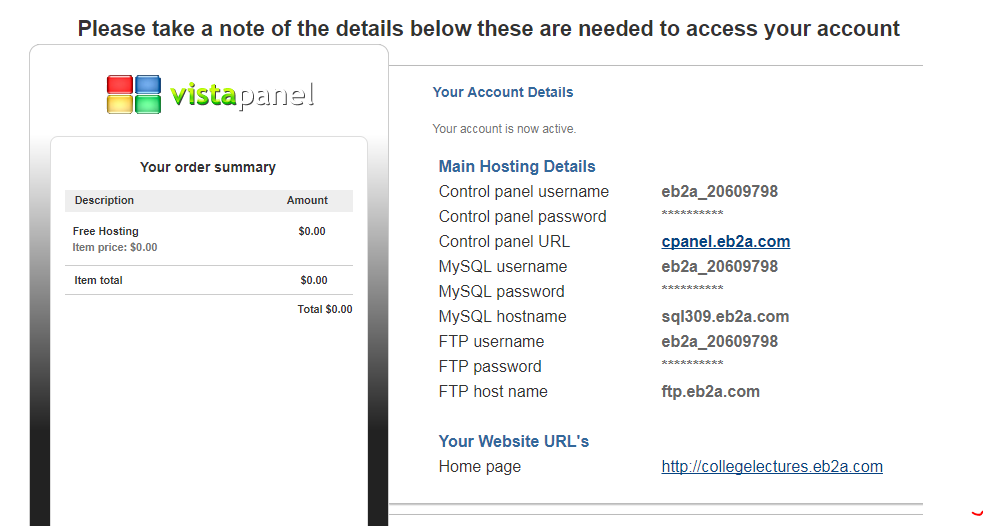 Please take a note of the details below these are needed to access your account
vistapanel
Your order summary
Description Amount
Free Hosting $0.00
Item price: $0.00
Item total $0.00
Total $0.00
Your Account Details
Your account is now active.
Main Hosting Details
Control panel username eb2a_20609798
Control panel password **********
Control panel URL cpanel.eb2a.com
MySQL username eb2a_20609798
MySQL password **********
MySQL hostname sql309.eb2a.com
FTP username eb2a_20609798
FTP password **********
FTP host name ftp.eb2a.com
Your Website URL's
Home page http://collegelectures.eb2a.com